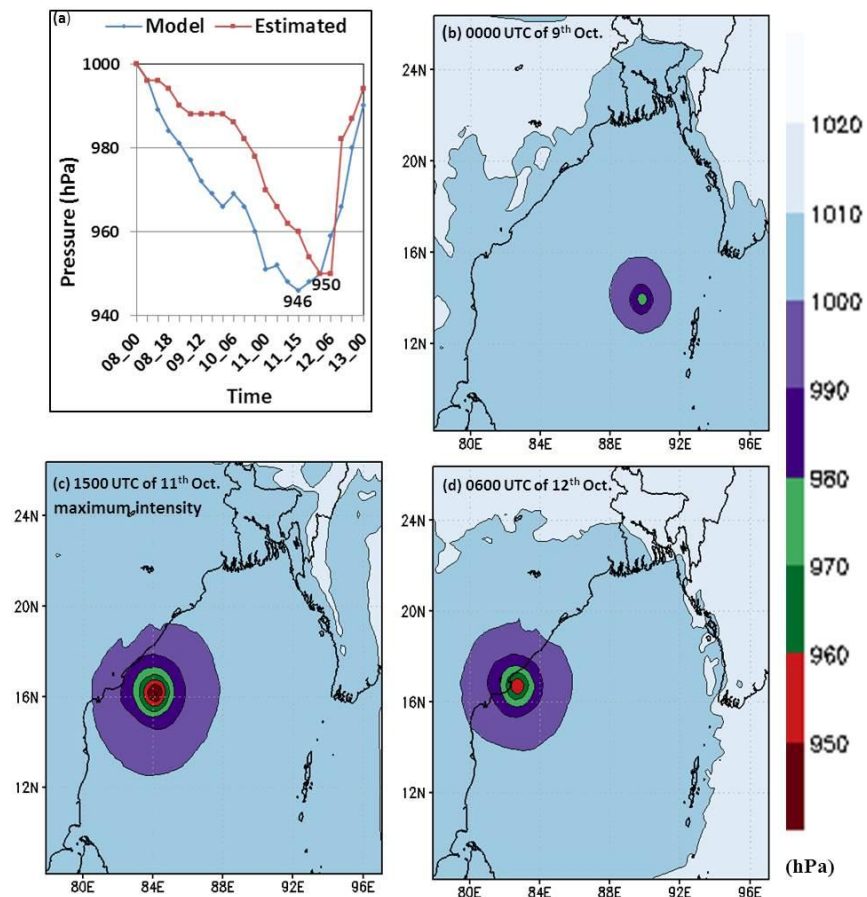 (a)
Model Estimated
1000
980
960
940
Pressure (hPa)
946
950
08_00
08_18
09_12
10_06
11_00
11_15
12_06
13_00
Time
(b) 0000 UTC of 9th Oct.
24N
20N
16N
12N
80E 84E 88E 92E 96E
(c) 1500 UTC of 11th Oct.
maximum intensity
24N
20N
16N
12N
80E 84E 88E 92E 96E
(d) 0600 UTC of 12th Oct.
24N
20N
16N
12N
80E 84E 88E 92E 96E
1020
1010
1000
990
980
970
960
950
(hPa)